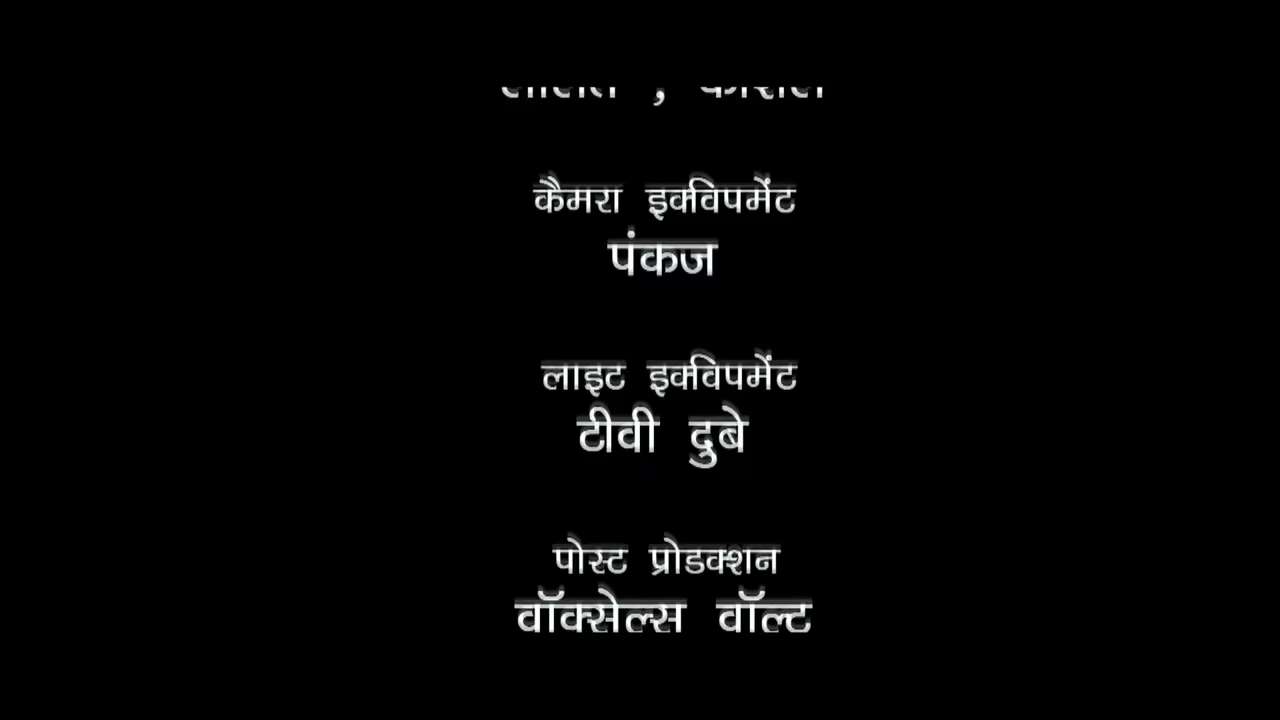 कैमरा इक्विपमेंट
पंकज
लाइट इक्विपमेंट
टीवी दुबे
पोस्ट प्रोडक्शन
वॉक्सेल्स वॉल्ट